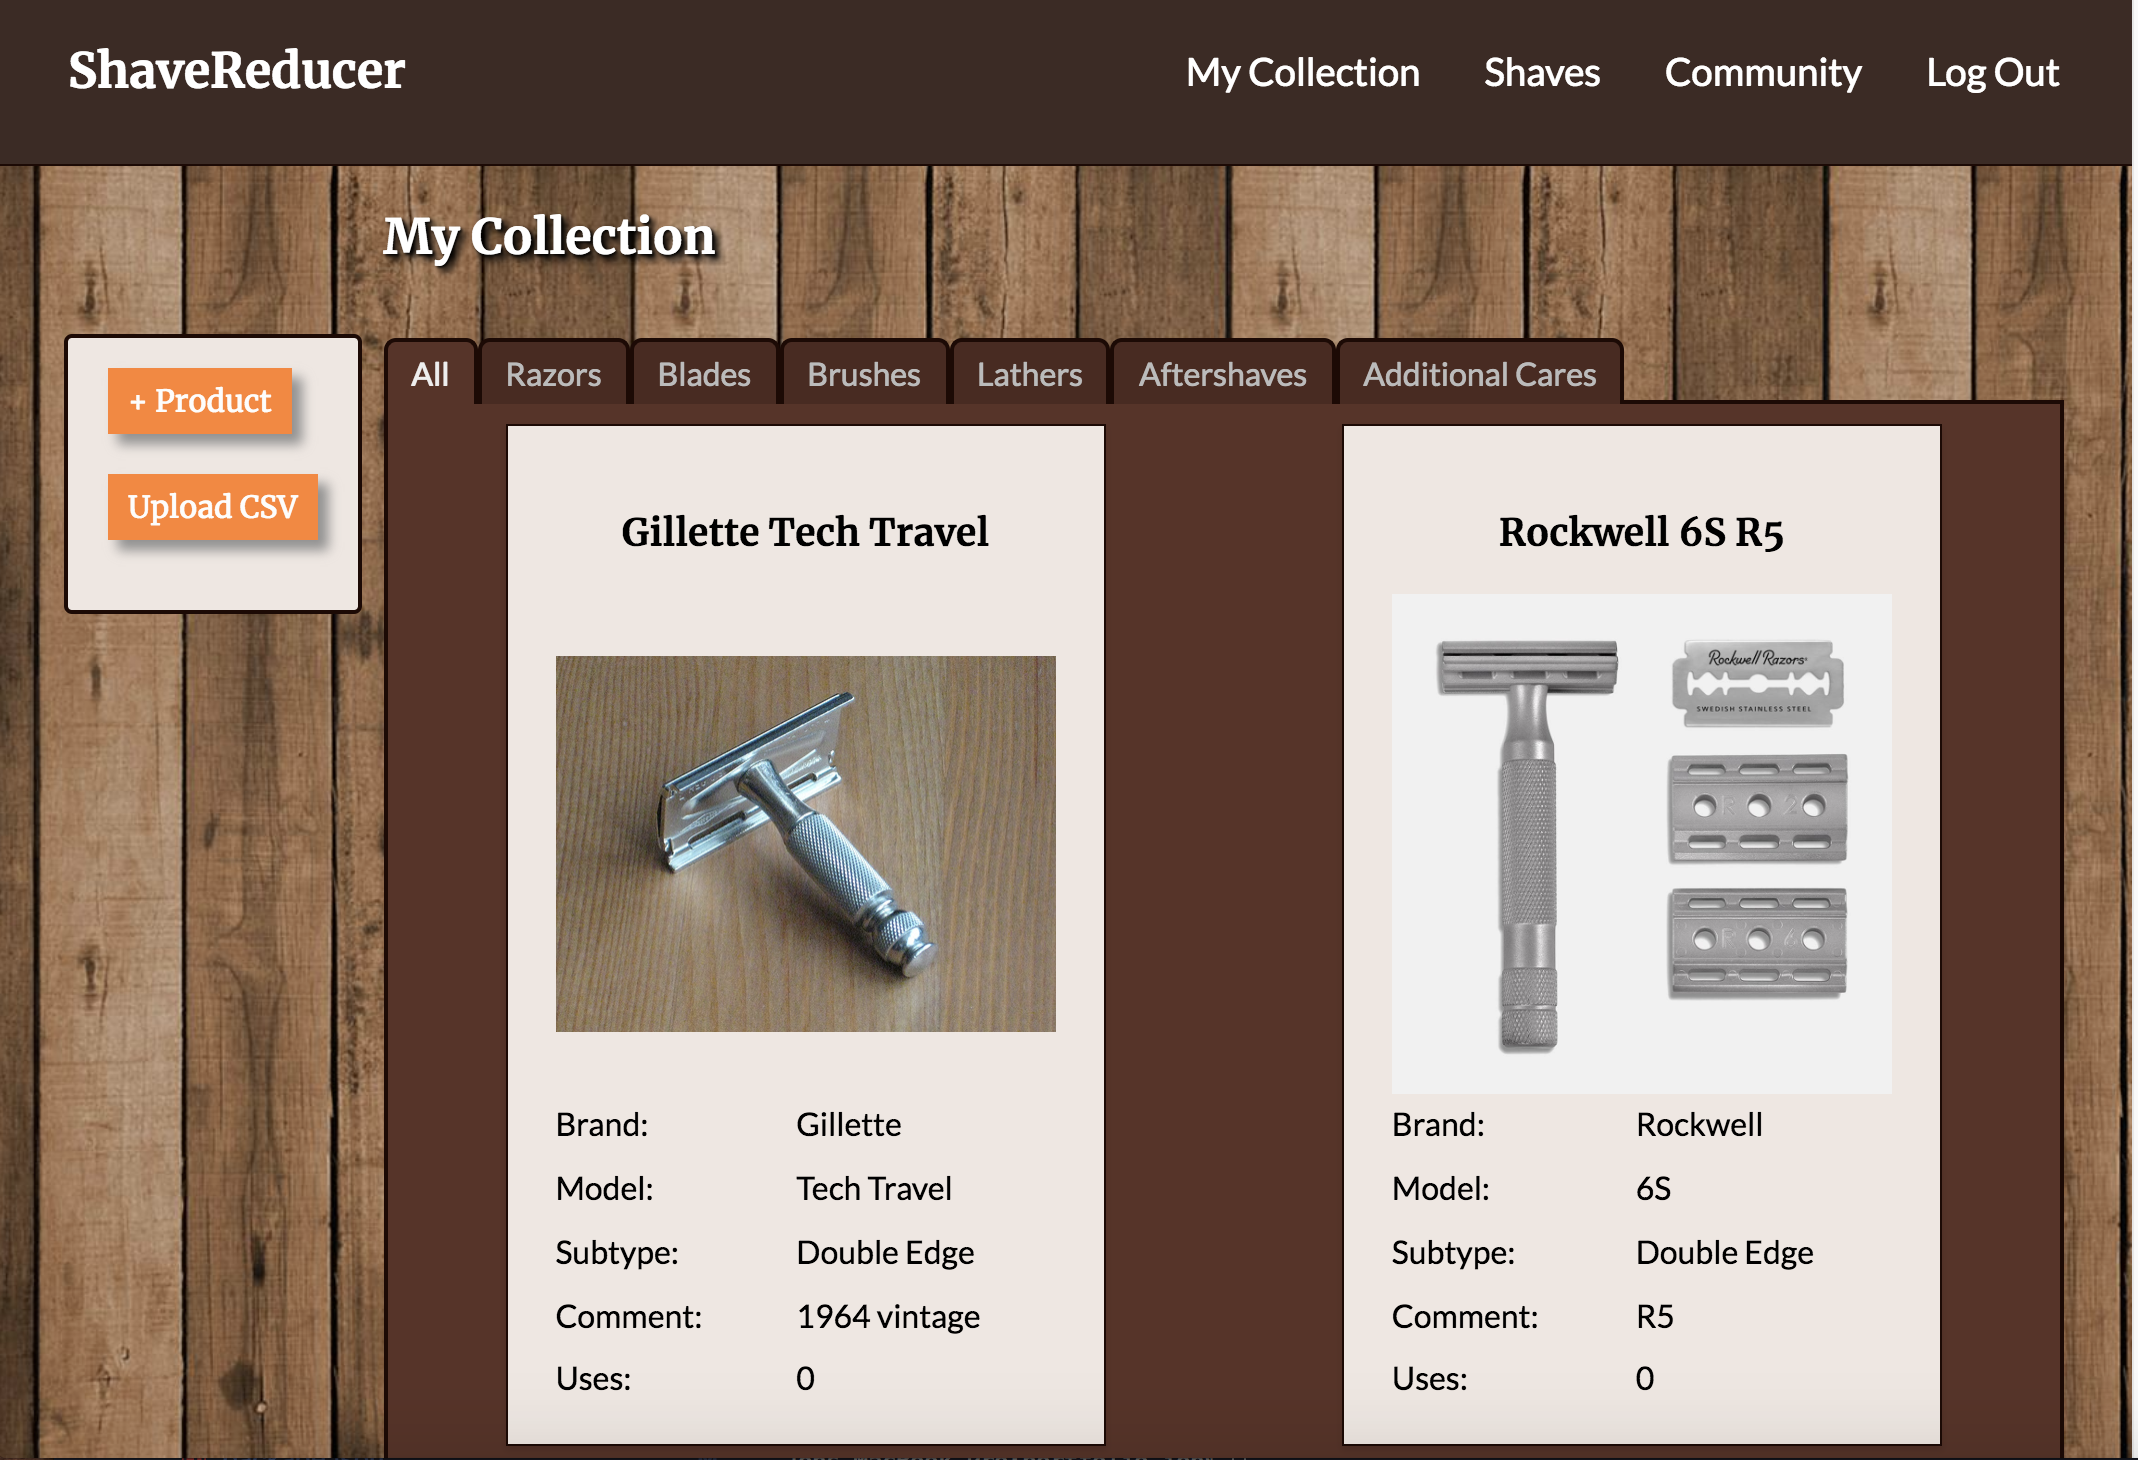 ShaveReducer
My Collection Shaves Community Log Out
My Collection
+ Product
Upload CSV
All Razors Blades Brushes Lathers Aftershaves Additional Cares
Gillette Tech Travel
Brand: Gillette
Model: Tech Travel
Subtype: Double Edge
Comment: 1964 vintage
Uses: 0
Rockwell 6S R5
Rockwell Razors
SWEDISH STAINLESS STEEL
R 2
R 4
Brand: Rockwell
Model: 6S
Subtype: Double Edge
Comment: R5
Uses: 0